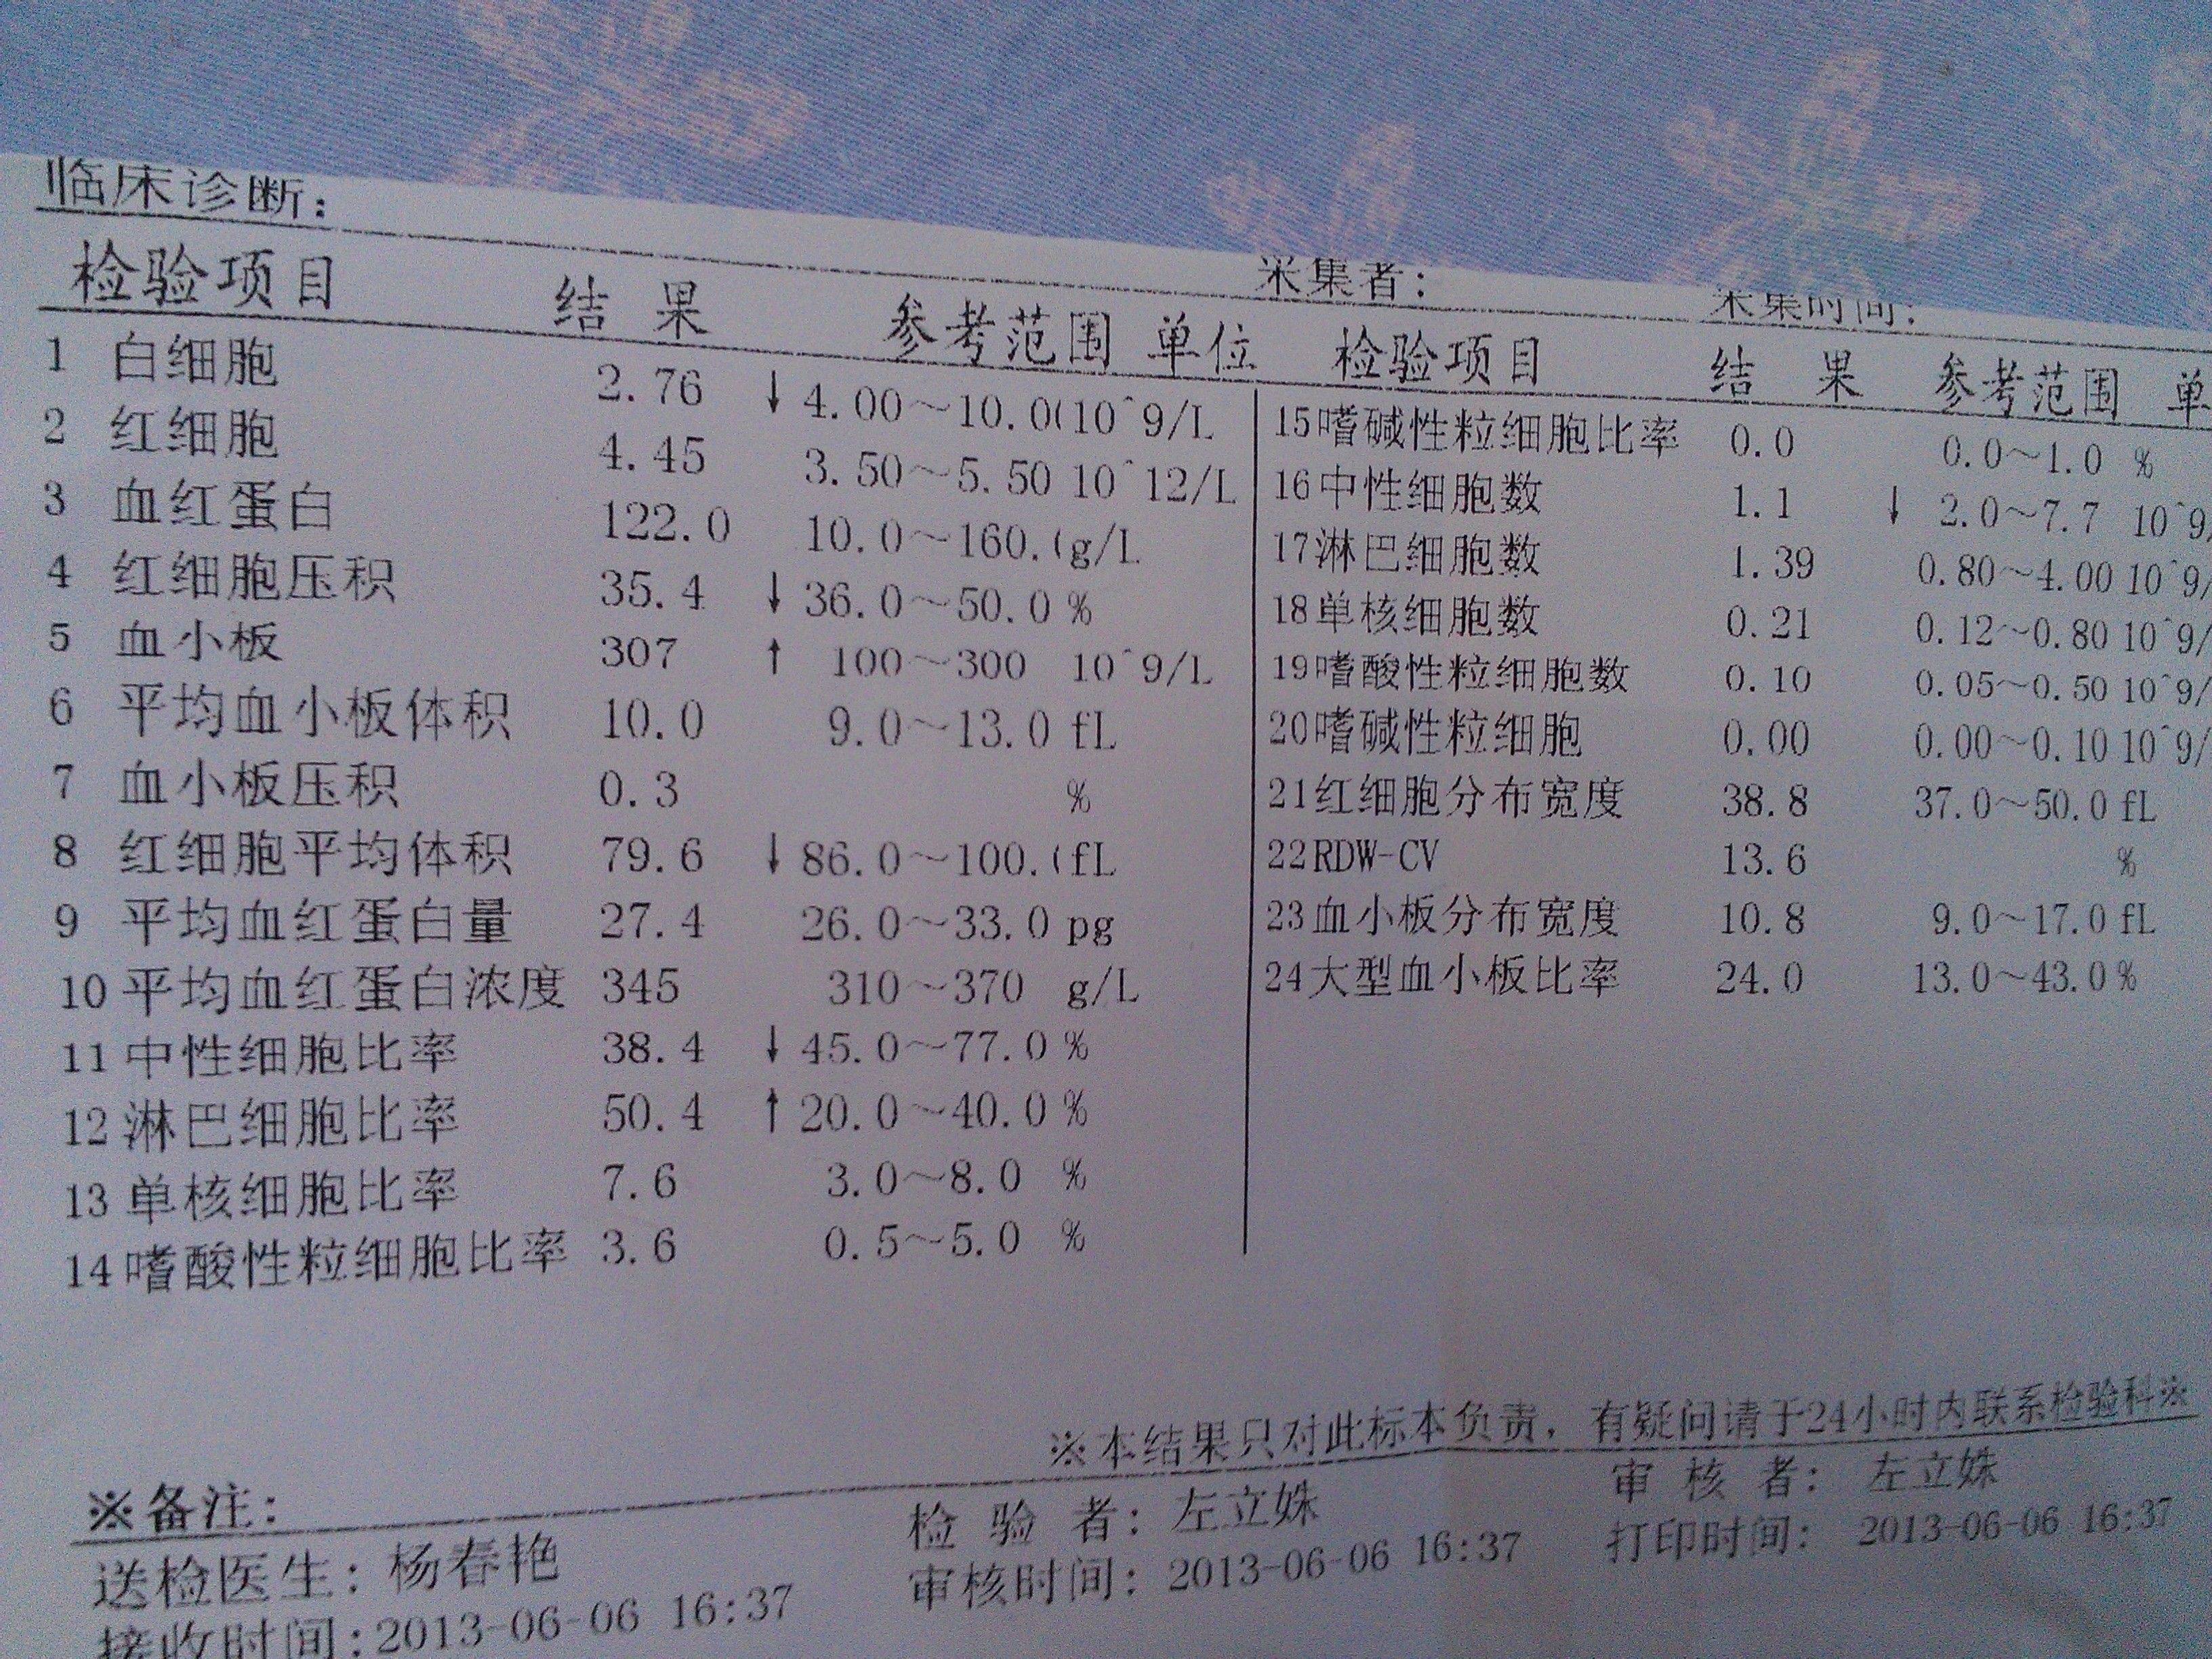 临床诊断：
采集者： 采集时间：
检验项目 结 果 参考范围 单位 检验项目 结 果 参考范围 单
1 白细胞 2.76 ↓ 4.00～10.0( 10^9/L
2 红细胞 4.45 3.50～5.50 10^12/L
3 血红蛋白 122.0 10.0～160.( g/L
4 红细胞压积 35.4 ↓ 36.0～50.0 %
5 血小板 307 ↑ 100～300 10^9/L
6 平均血小板体积 10.0 9.0～13.0 fL
7 血小板压积 0.3 %
8 红细胞平均体积 79.6 ↓ 86.0～100.( fL
9 平均血红蛋白量 27.4 26.0～33.0 pg
10 平均血红蛋白浓度 345 310～370 g/L
11 中性细胞比率 38.4 ↓ 45.0～77.0 %
12 淋巴细胞比率 50.4 ↑ 20.0～40.0 %
13 单核细胞比率 7.6 3.0～8.0 %
14 嗜酸性粒细胞比率 3.6 0.5～5.0 %
15 嗜碱性粒细胞比率 0.0 0.0～1.0 %
16 中性细胞数 1.1 ↓ 2.0～7.7 10^9/
17 淋巴细胞数 1.39 0.80～4.00 10^9/
18 单核细胞数 0.21 0.12～0.80 10^9/
19 嗜酸性粒细胞数 0.10 0.05～0.50 10^9/
20 嗜碱性粒细胞 0.00 0.00～0.10 10^9/
21 红细胞分布宽度 38.8 37.0～50.0 fL
22 RDW-CV 13.6 %
23 血小板分布宽度 10.8 9.0～17.0 fL
24 大型血小板比率 24.0 13.0～43.0 %
※本结果只对此标本负责，有疑问请于24小时内联系检验科※
※备注：
送检医生：杨春艳 检 验 者：左立姝 审 核 者：左立姝
接收时间：2013-06-06 16:37 审核时间：2013-06-06 16:37 打印时间：2013-06-06 16:37